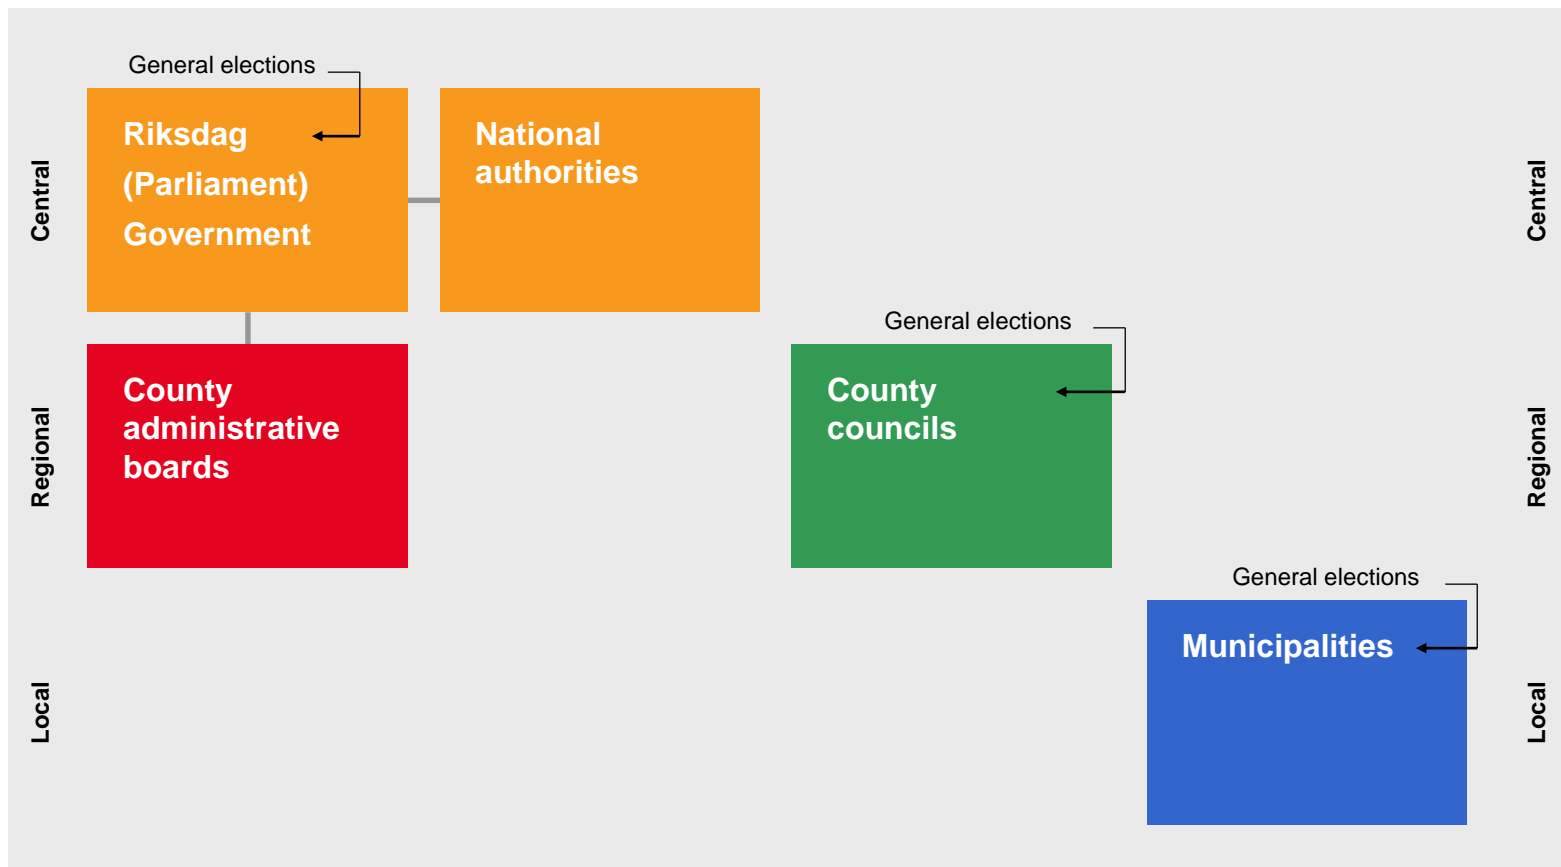 General elections
Riksdag
(Parliament)
Government
National
authorities
Central
Central
General elections
County
administrative
boards
County
councils
Regional
Regional
General elections
Municipalities
Local
Local